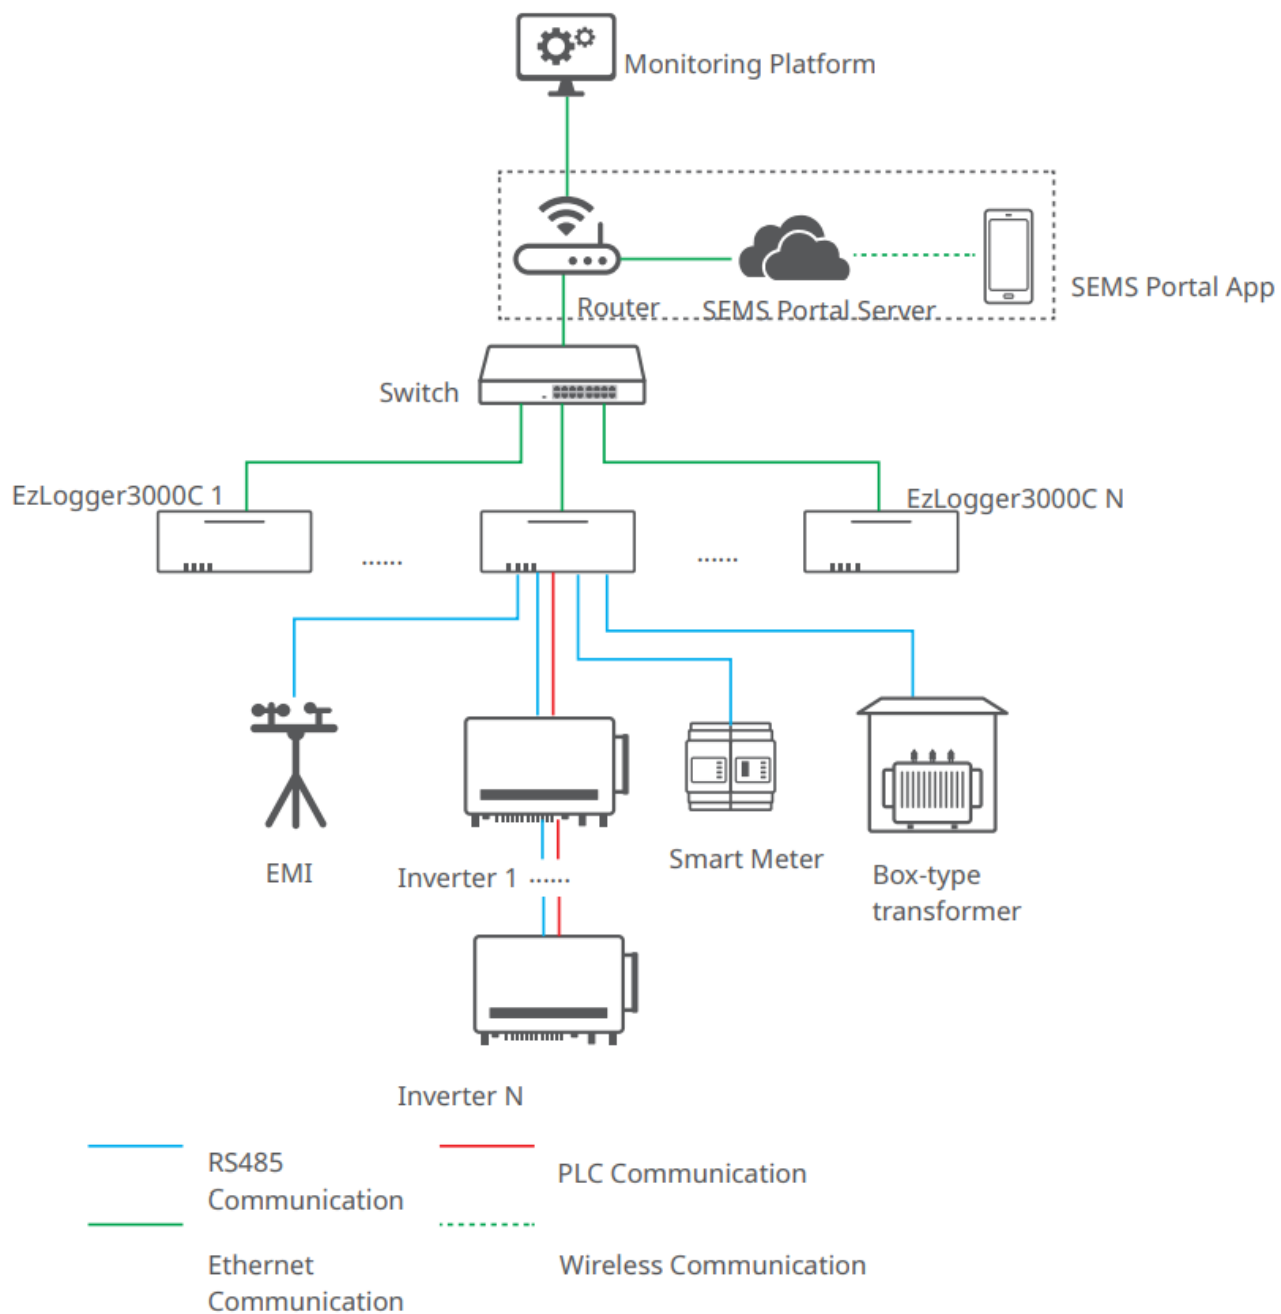 Monitoring Platform
Router
SEMS Portal Server
SEMS Portal App
Switch
EzLogger3000C 1
EzLogger3000C N
......
......
EMI
Inverter 1 ......
Smart Meter
Box-type
transformer
Inverter N
RS485
Communication
PLC Communication
Ethernet
Communication
Wireless Communication